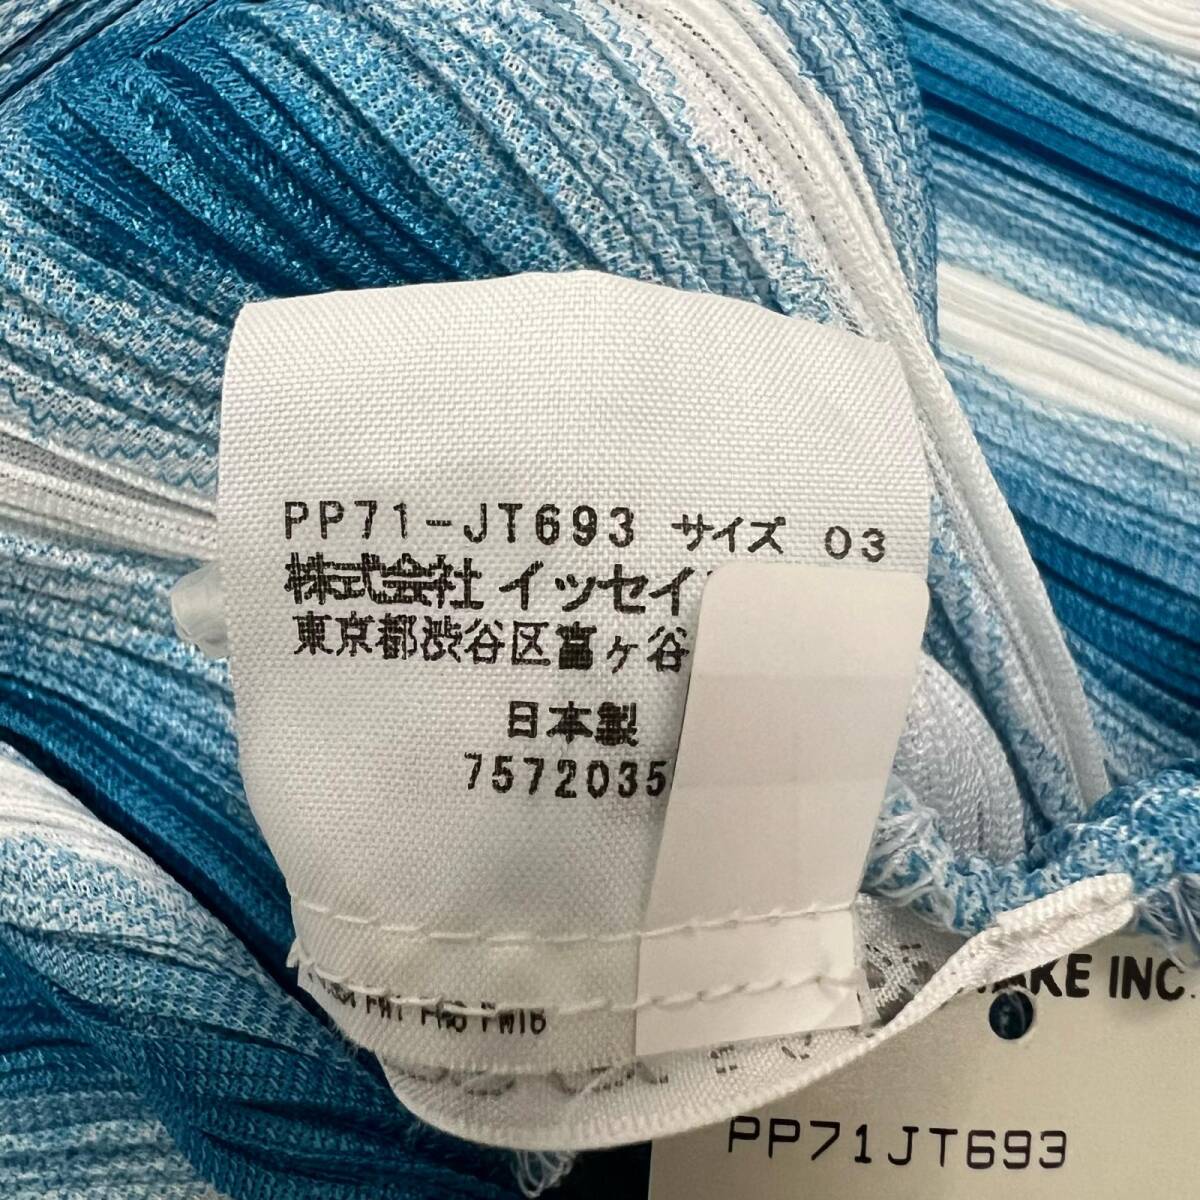 PP71-JT693 サイズ 03
株式会社 イッセイ
東京都渋谷区富ヶ谷
日本製
7572035
AKE INC.
PP71JT693